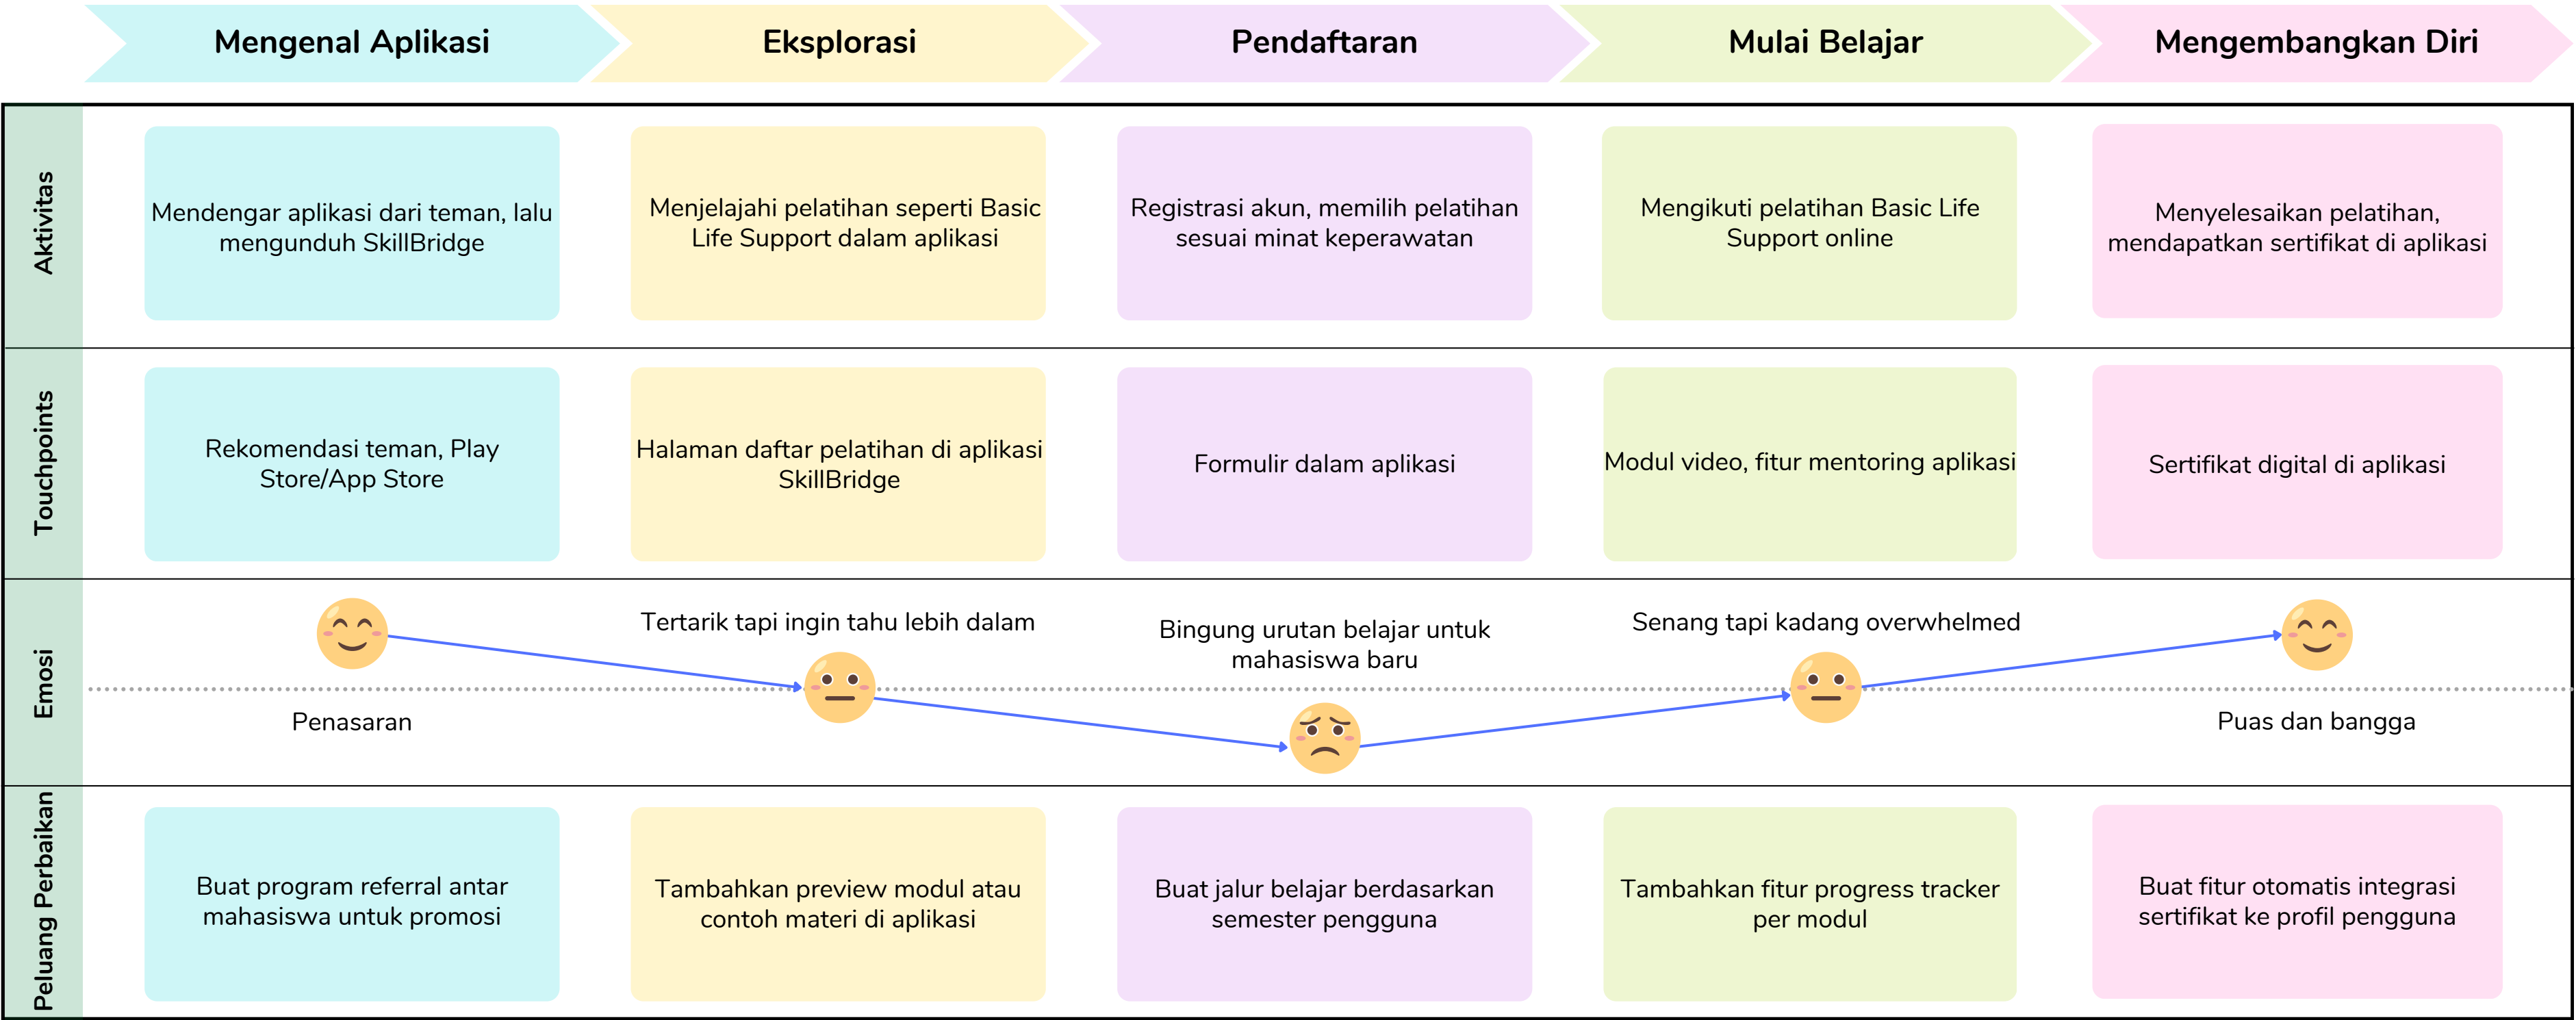 Mengenal Aplikasi
Eksplorasi
Pendaftaran
Mulai Belajar
Mengembangkan Diri
Aktivitas
Mendengar aplikasi dari teman, lalu
mengunduh SkillBridge
Menjelajahi pelatihan seperti Basic
Life Support dalam aplikasi
Registrasi akun, memilih pelatihan
sesuai minat keperawatan
Mengikuti pelatihan Basic Life
Support online
Menyelesaikan pelatihan,
mendapatkan sertifikat di aplikasi
Touchpoints
Rekomendasi teman, Play
Store/App Store
Halaman daftar pelatihan di aplikasi
SkillBridge
Formulir dalam aplikasi
Modul video, fitur mentoring aplikasi
Sertifikat digital di aplikasi
Emosi
Penasaran
Tertarik tapi ingin tahu lebih dalam
Bingung urutan belajar untuk
mahasiswa baru
Senang tapi kadang overwhelmed
Puas dan bangga
Peluang Perbaikan
Buat program referral antar
mahasiswa untuk promosi
Tambahkan preview modul atau
contoh materi di aplikasi
Buat jalur belajar berdasarkan
semester pengguna
Tambahkan fitur progress tracker
per modul
Buat fitur otomatis integrasi
sertifikat ke profil pengguna